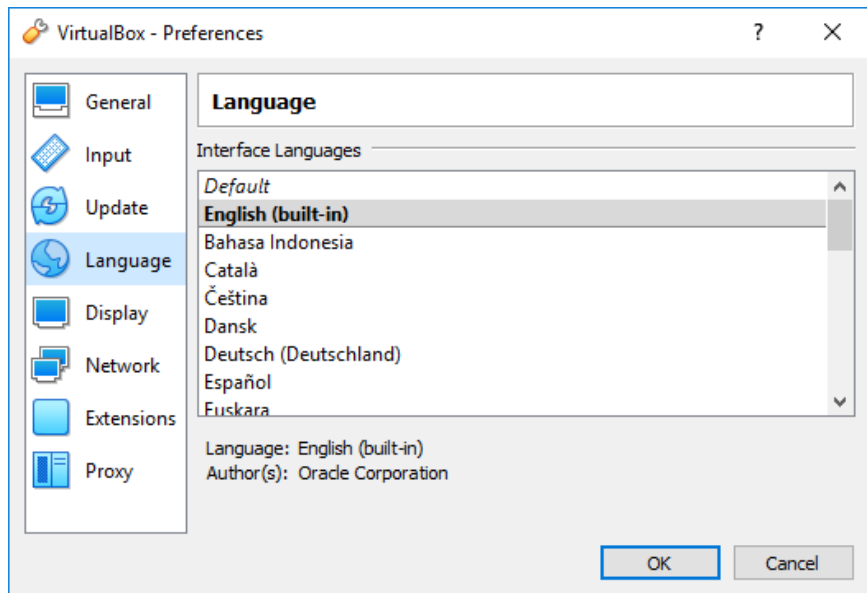 VirtualBox - Preferences
?
General
Input
Update
Language
Display
Network
Extensions
Proxy
Language
Interface Languages
Default
English (built-in)
Bahasa Indonesia
Català
Čeština
Dansk
Deutsch (Deutschland)
Español
Euskara
Language: English (built-in)
Author(s): Oracle Corporation
OK
Cancel